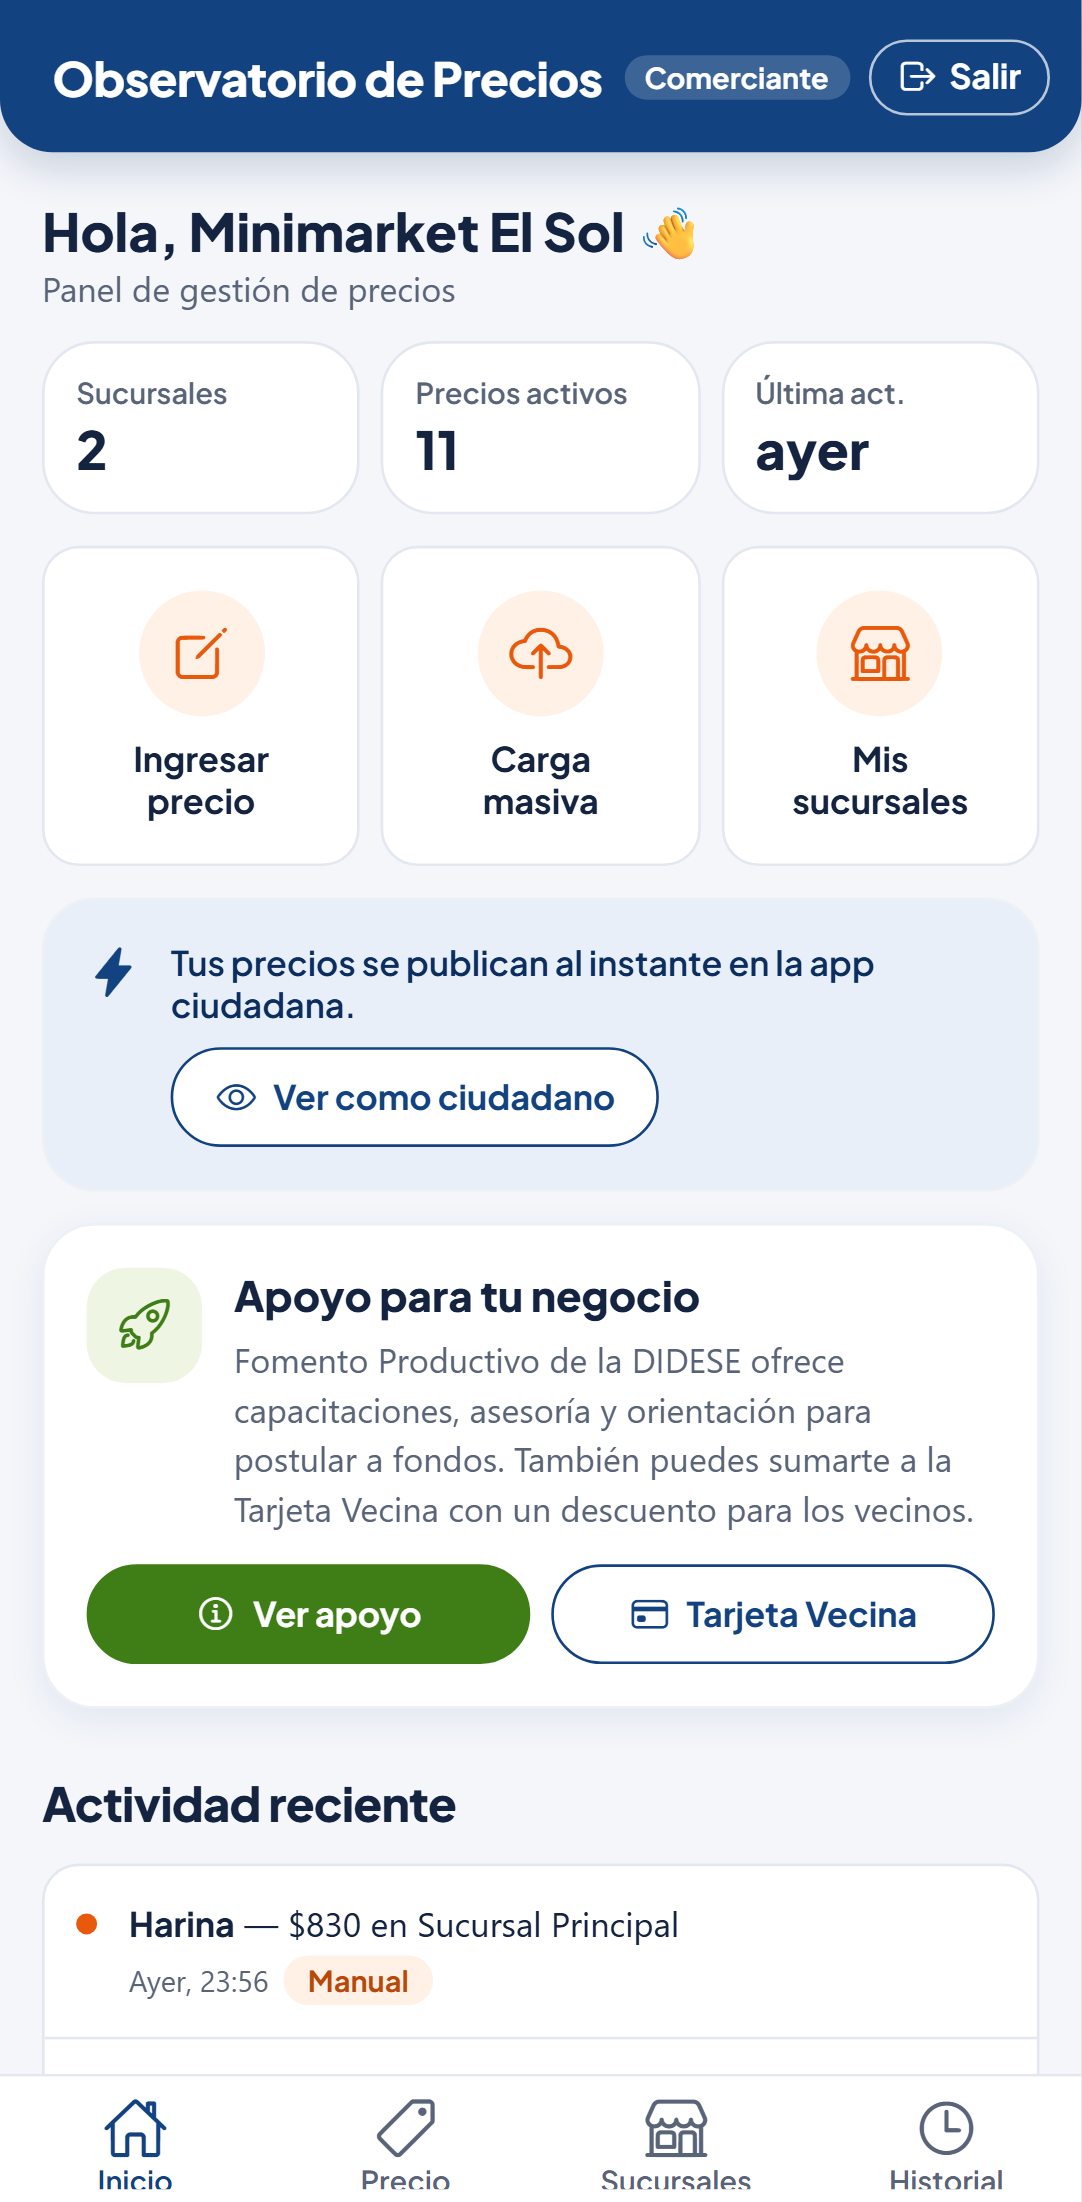 Observatorio de Precios
Comerciante
Salir
Hola, Minimarket El Sol 👋
Panel de gestión de precios
Sucursales
2
Precios activos
11
Última act.
ayer
Ingresar
precio
Carga
masiva
Mis
sucursales
Tus precios se publican al instante en la app
ciudadana.
Ver como ciudadano
Apoyo para tu negocio
Fomento Productivo de la DIDESE ofrece
capacitaciones, asesoría y orientación para
postular a fondos. También puedes sumarte a la
Tarjeta Vecina con un descuento para los vecinos.
Ver apoyo
Tarjeta Vecina
Actividad reciente
Harina — $830 en Sucursal Principal
Ayer, 23:56
Manual
Inicio
Precio
Sucursales
Historial